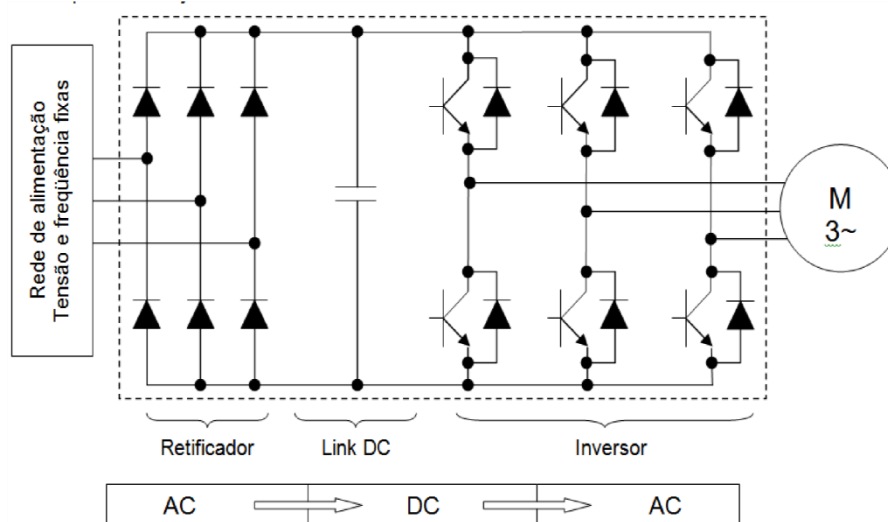 Rede de alimentação
Tensão e freqüência fixas
M
3~
Retificador
Link DC
Inversor
AC
DC
AC